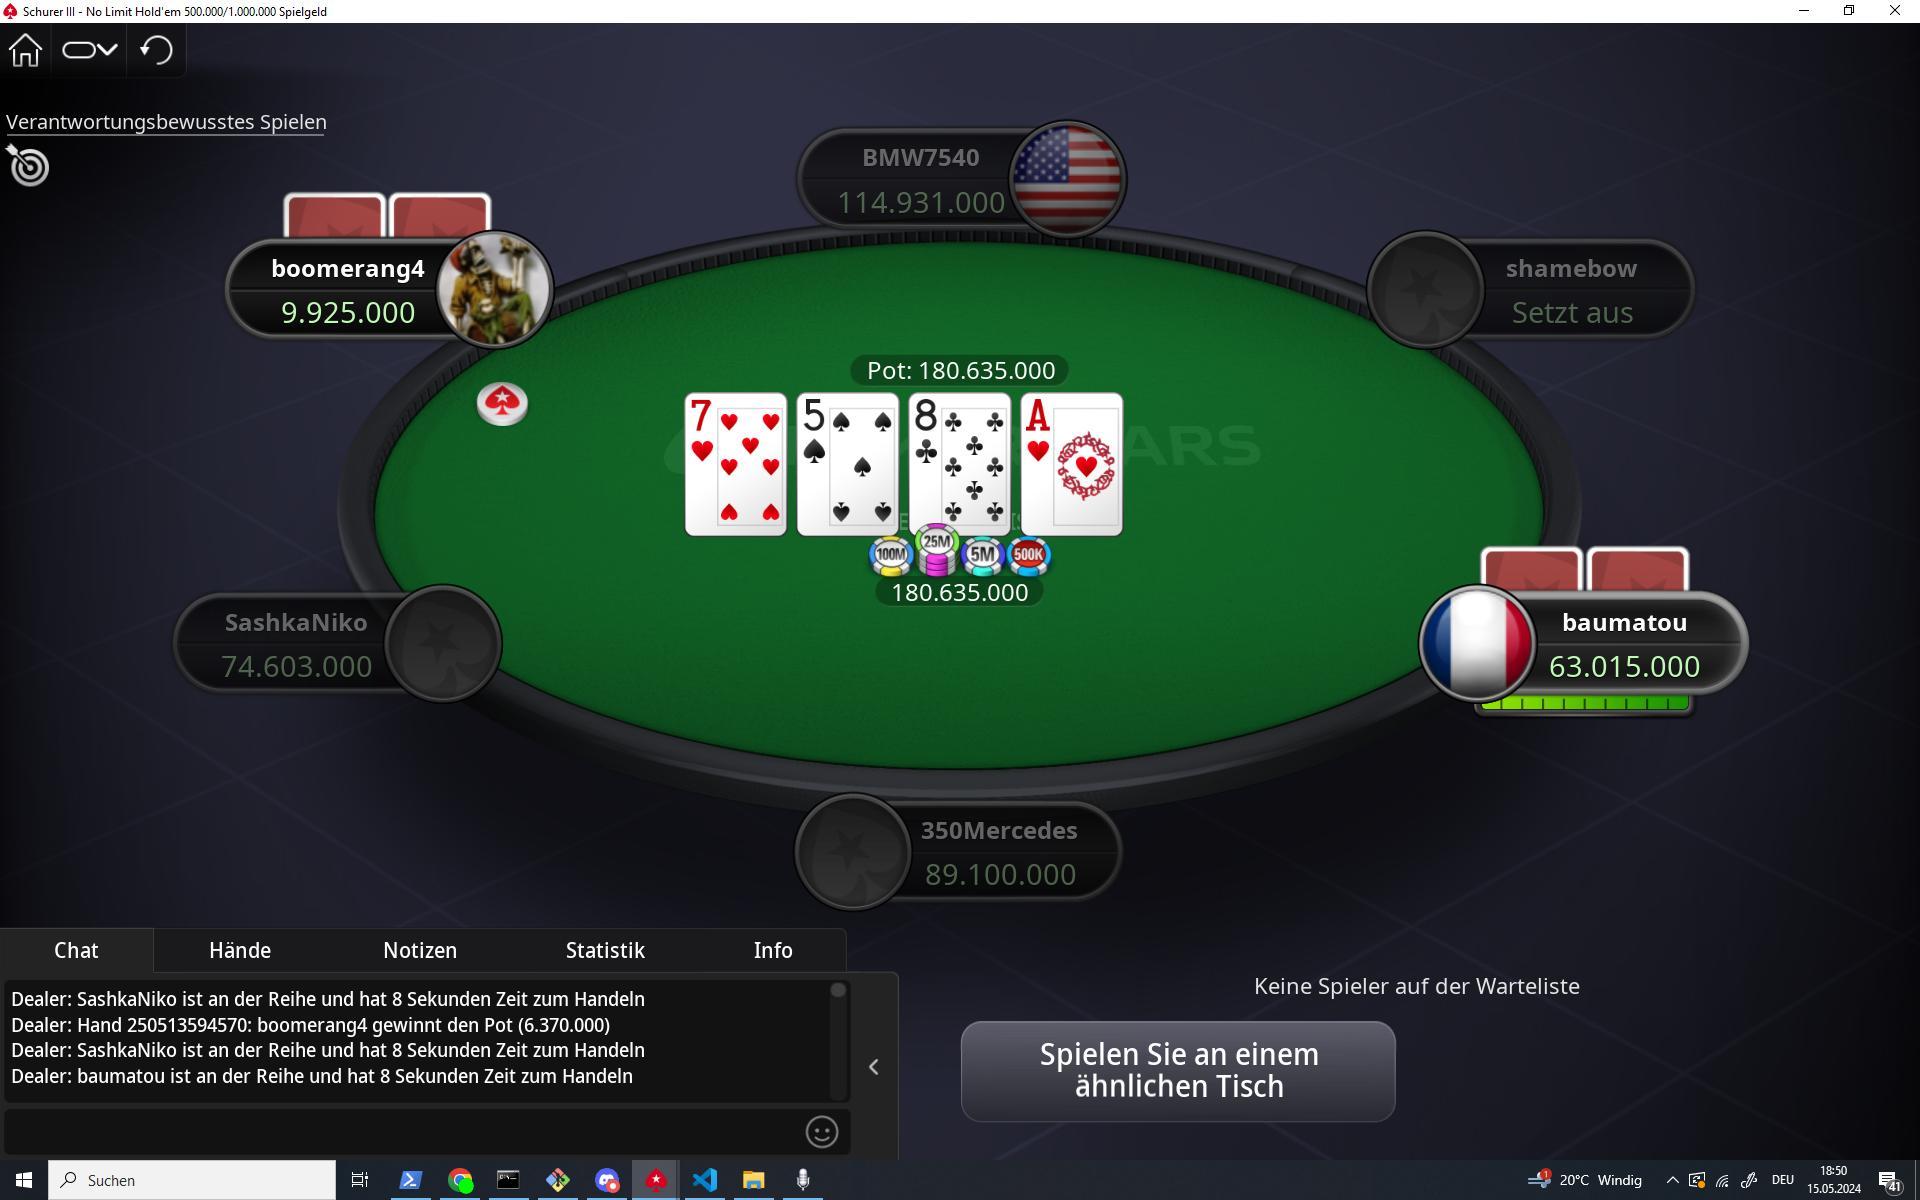 Schurer III - No Limit Hold'em 500.000/1.000.000 Spielgeld
Verantwortungsbewusstes Spielen
BMW7540
114.931.000
boomerang4
9.925.000
shamebow
Setzt aus
Pot: 180.635.000
7
5
8
A
ARS
100M
25M
5M
500K
180.635.000
SashkaNiko
74.603.000
baumatou
63.015.000
350Mercedes
89.100.000
Chat
Hände
Notizen
Statistik
Info
Dealer: SashkaNiko ist an der Reihe und hat 8 Sekunden Zeit zum Handeln
Dealer: Hand 250513594570: boomerang4 gewinnt den Pot (6.370.000)
Dealer: SashkaNiko ist an der Reihe und hat 8 Sekunden Zeit zum Handeln
Dealer: baumatou ist an der Reihe und hat 8 Sekunden Zeit zum Handeln
Keine Spieler auf der Warteliste
Spielen Sie an einem
ähnlichen Tisch
Suchen
1
20°C Windig
DEU
18:50
15.05.2024
41